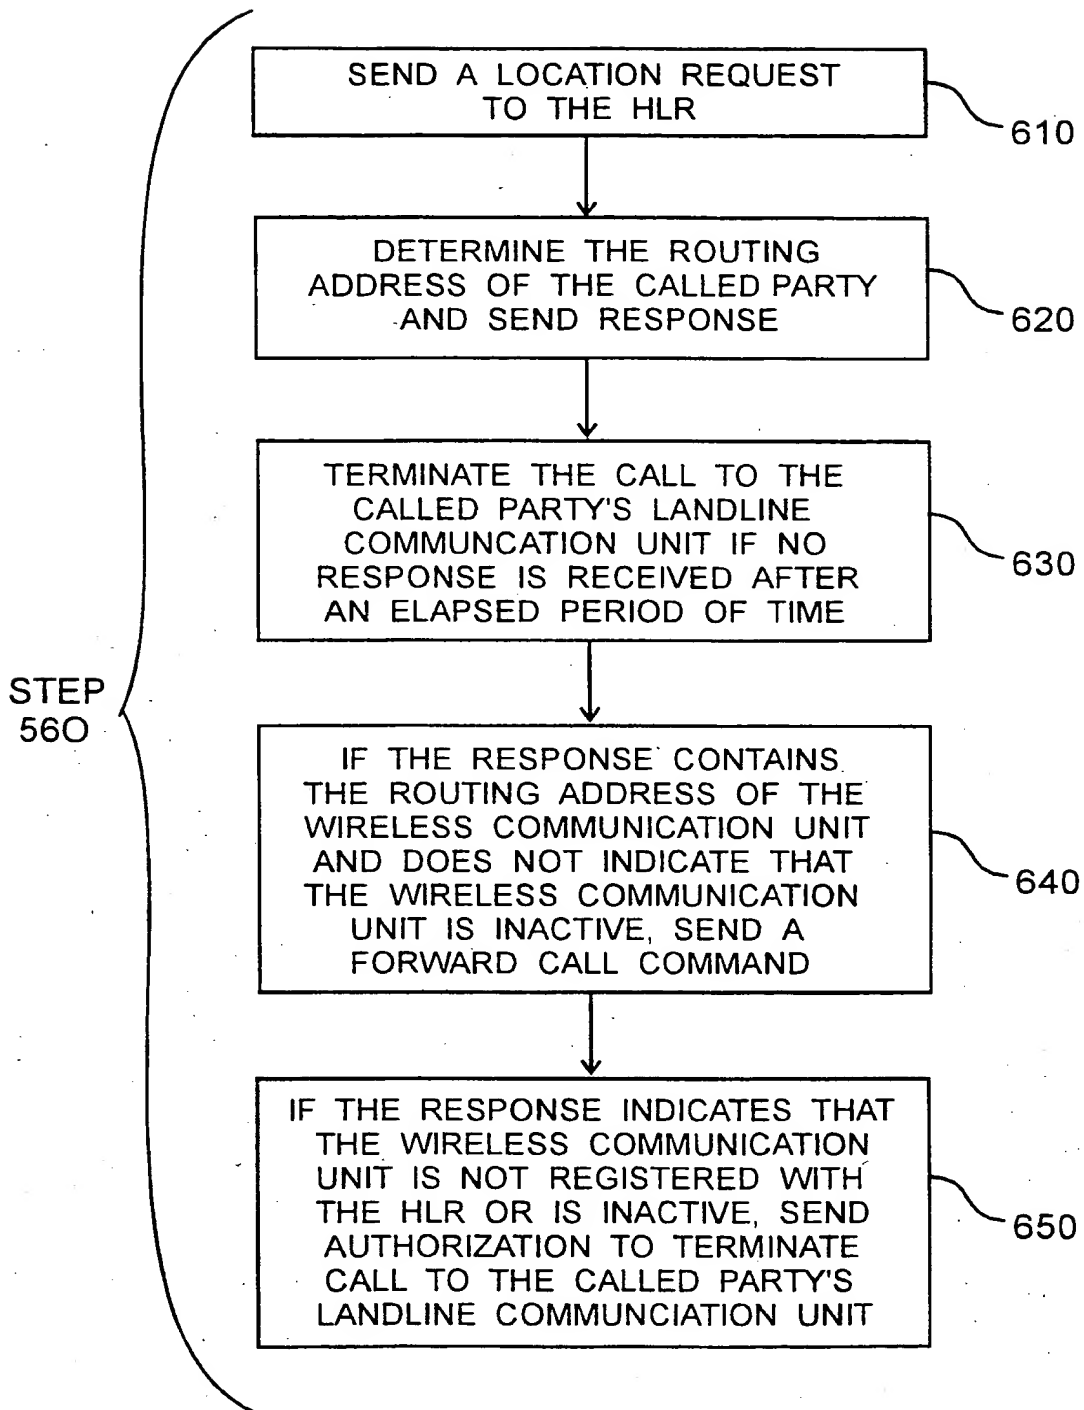 SEND A LOCATION REQUEST
TO THE HLR
610
DETERMINE THE ROUTING
ADDRESS OF THE CALLED PARTY
AND SEND RESPONSE
620
TERMINATE THE CALL TO THE
CALLED PARTY'S LANDLINE
COMMUNCATION UNIT IF NO
RESPONSE IS RECEIVED AFTER
AN ELAPSED PERIOD OF TIME
630
STEP
560
IF THE RESPONSE CONTAINS
THE ROUTING ADDRESS OF THE
WIRELESS COMMUNICATION UNIT
AND DOES NOT INDICATE THAT
THE WIRELESS COMMUNICATION
UNIT IS INACTIVE, SEND A
FORWARD CALL COMMAND
640
IF THE RESPONSE INDICATES THAT
THE WIRELESS COMMUNICATION
UNIT IS NOT REGISTERED WITH
THE HLR OR IS INACTIVE, SEND
AUTHORIZATION TO TERMINATE
CALL TO THE CALLED PARTY'S
LANDLINE COMMUNCIATION UNIT
650